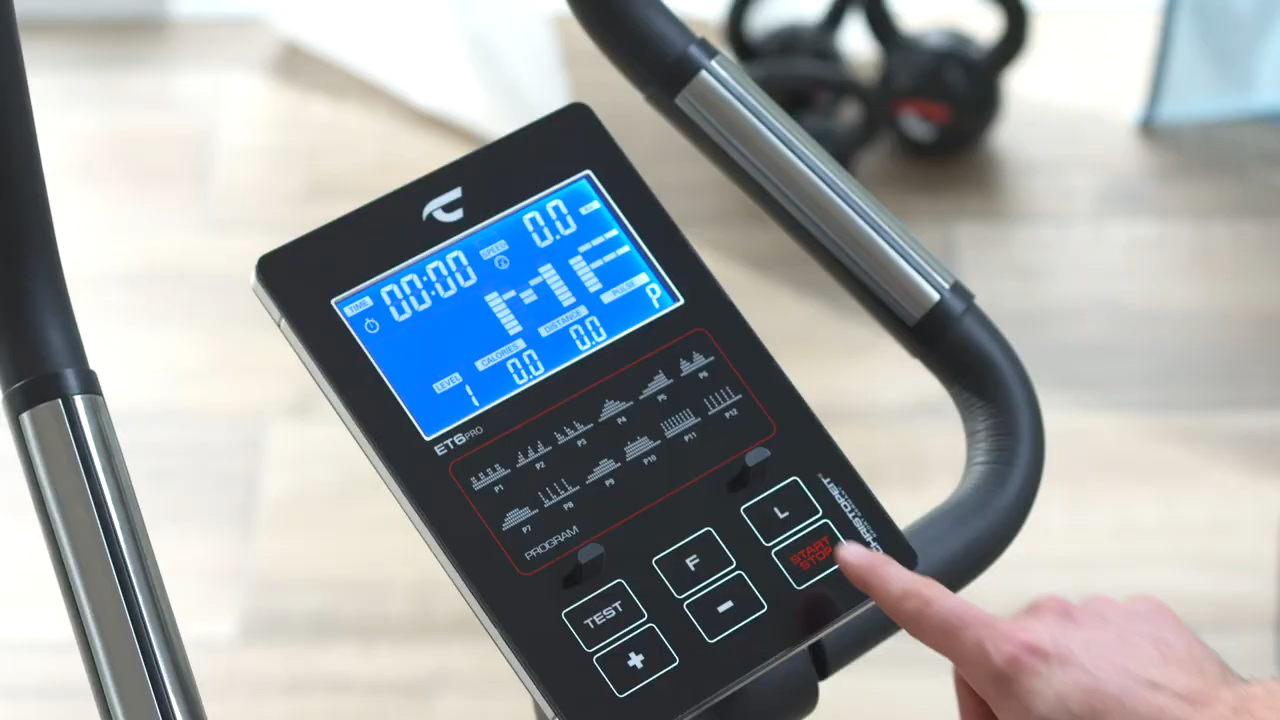 TIME
00:00
SPEED
0.0
ME
LEVEL
1
CALORIES
0.0
DISTANCE
0.0
PULSE
P
ET6PRO
P1
P2
P3
P4
P5
P6
P7
P8
P9
P10
P11
P12
PROGRAM
TEST
F
L
+
-
START
STOP
CHRISTOPEIT